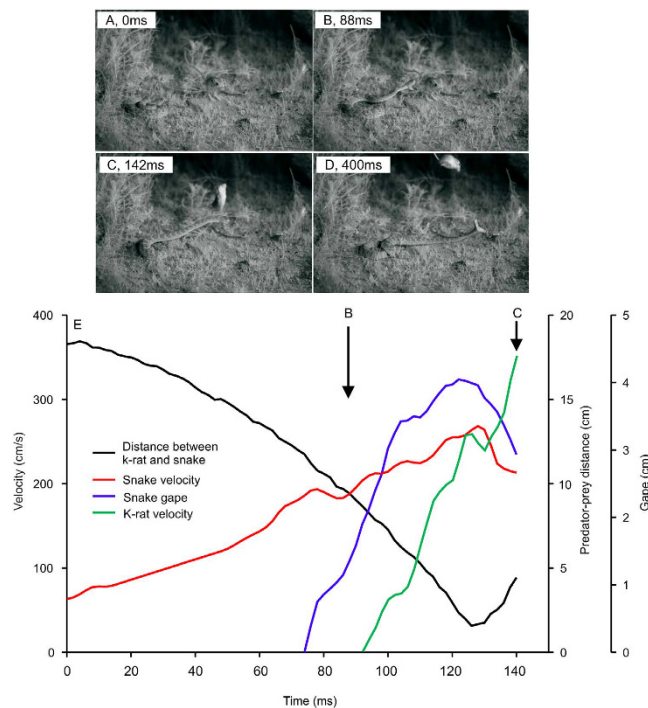 A, 0ms
B, 88ms
C, 142ms
D, 400ms
E
B
C
400
300
200
100
0
Velocity (cm/s)
Distance between
k-rat and snake
Snake velocity
Snake gape
K-rat velocity
20
15
10
5
0
Predator-prey distance (cm)
5
4
3
2
1
0
Gape (cm)
0
20
40
60
80
100
120
140
Time (ms)